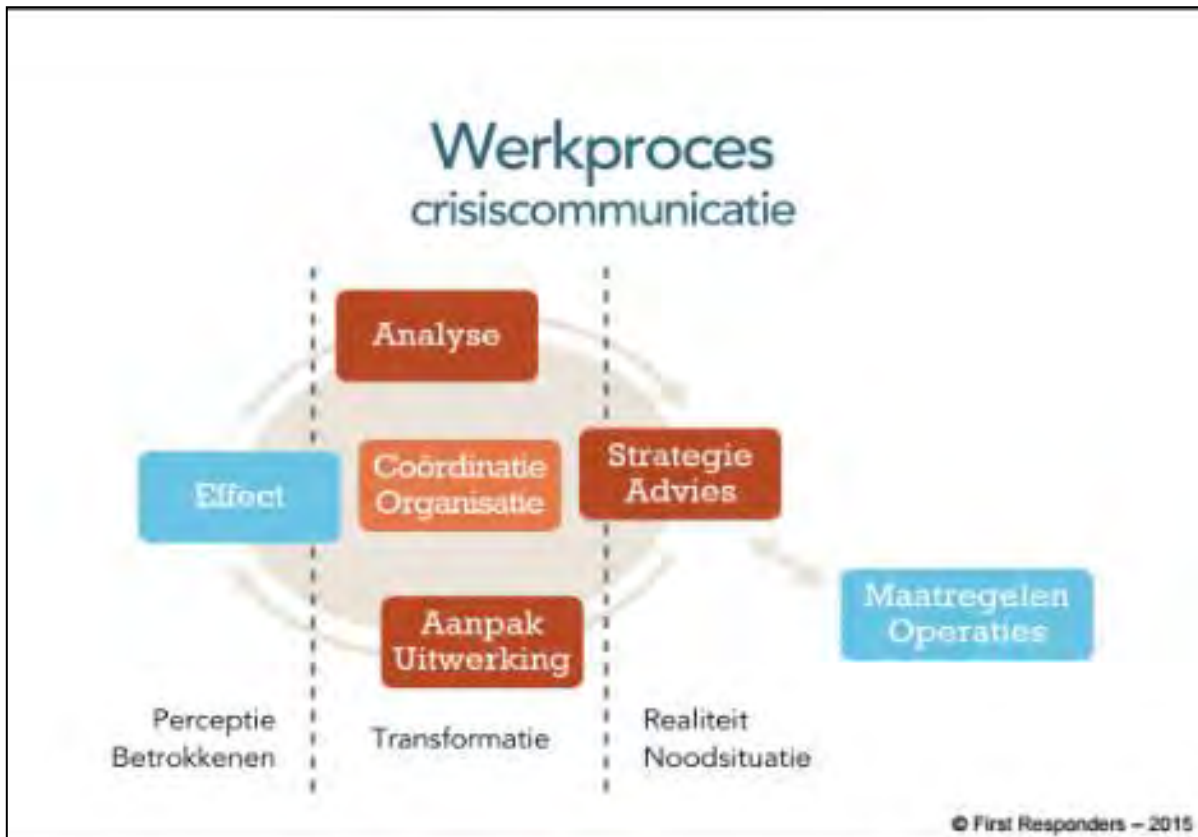 Werkproces
crisiscommunicatie
Analyse
Effect
Coördinatie
Organisatie
Strategie
Advies
Aanpak
Uitwerking
Maatregelen
Operaties
Perceptie
Betrokkenen
Transformatie
Realiteit
Noodsituatie
© First Responders – 2015